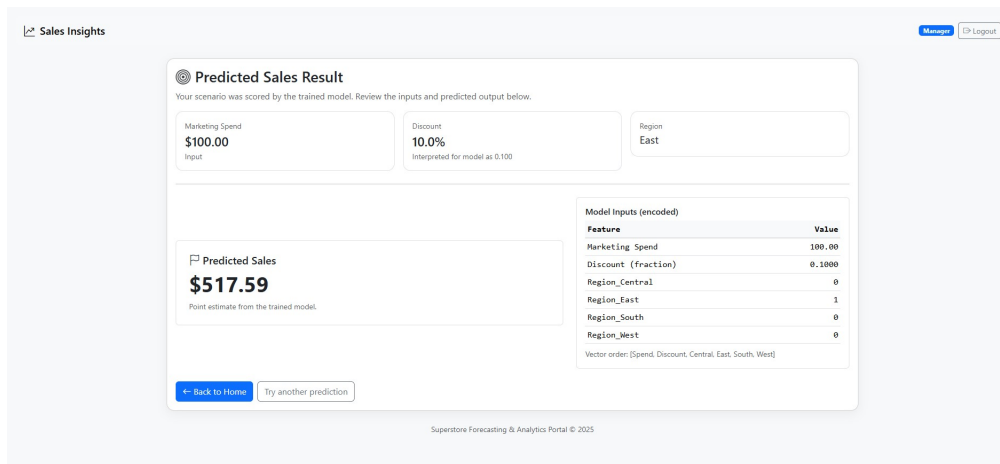 Sales Insights
Manager
Logout
Predicted Sales Result
Your scenario was scored by the trained model. Review the inputs and predicted output below.
Marketing Spend
$100.00
Input
Discount
10.0%
Interpreted for model as 0.100
Region
East
Predicted Sales
$517.59
Point estimate from the trained model.
Model Inputs (encoded)
Feature Value
Marketing Spend 100.00
Discount (fraction) 0.1000
Region_Central 0
Region_East 1
Region_South 0
Region_West 0
Vector order: [Spend, Discount, Central, East, South, West]
← Back to Home
Try another prediction
Superstore Forecasting & Analytics Portal © 2025